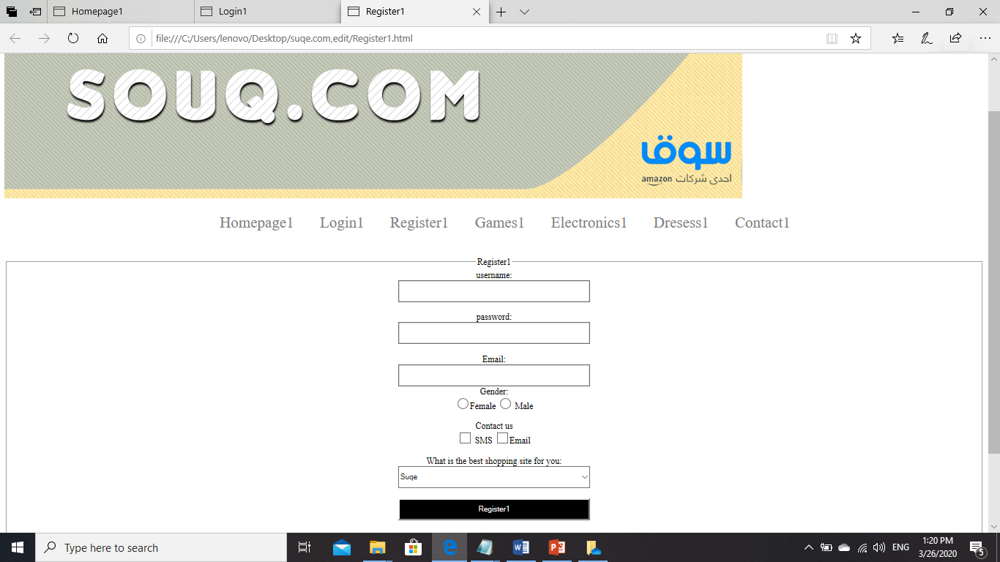 Homepage1 Login1 Register1
file:///C:/Users/lenovo/Desktop/suqe.com,edit/Register1.html
SOUQ.COM
سوق
احدى شركات amazon
Homepage1 Login1 Register1 Games1 Electronics1 Dresess1 Contact1
Register1
username:
password:
Email:
Gender:
Female Male
Contact us
SMS Email
What is the best shopping site for you:
Suqe
Register1
Type here to search
ENG
1:20 PM
3/26/2020
5